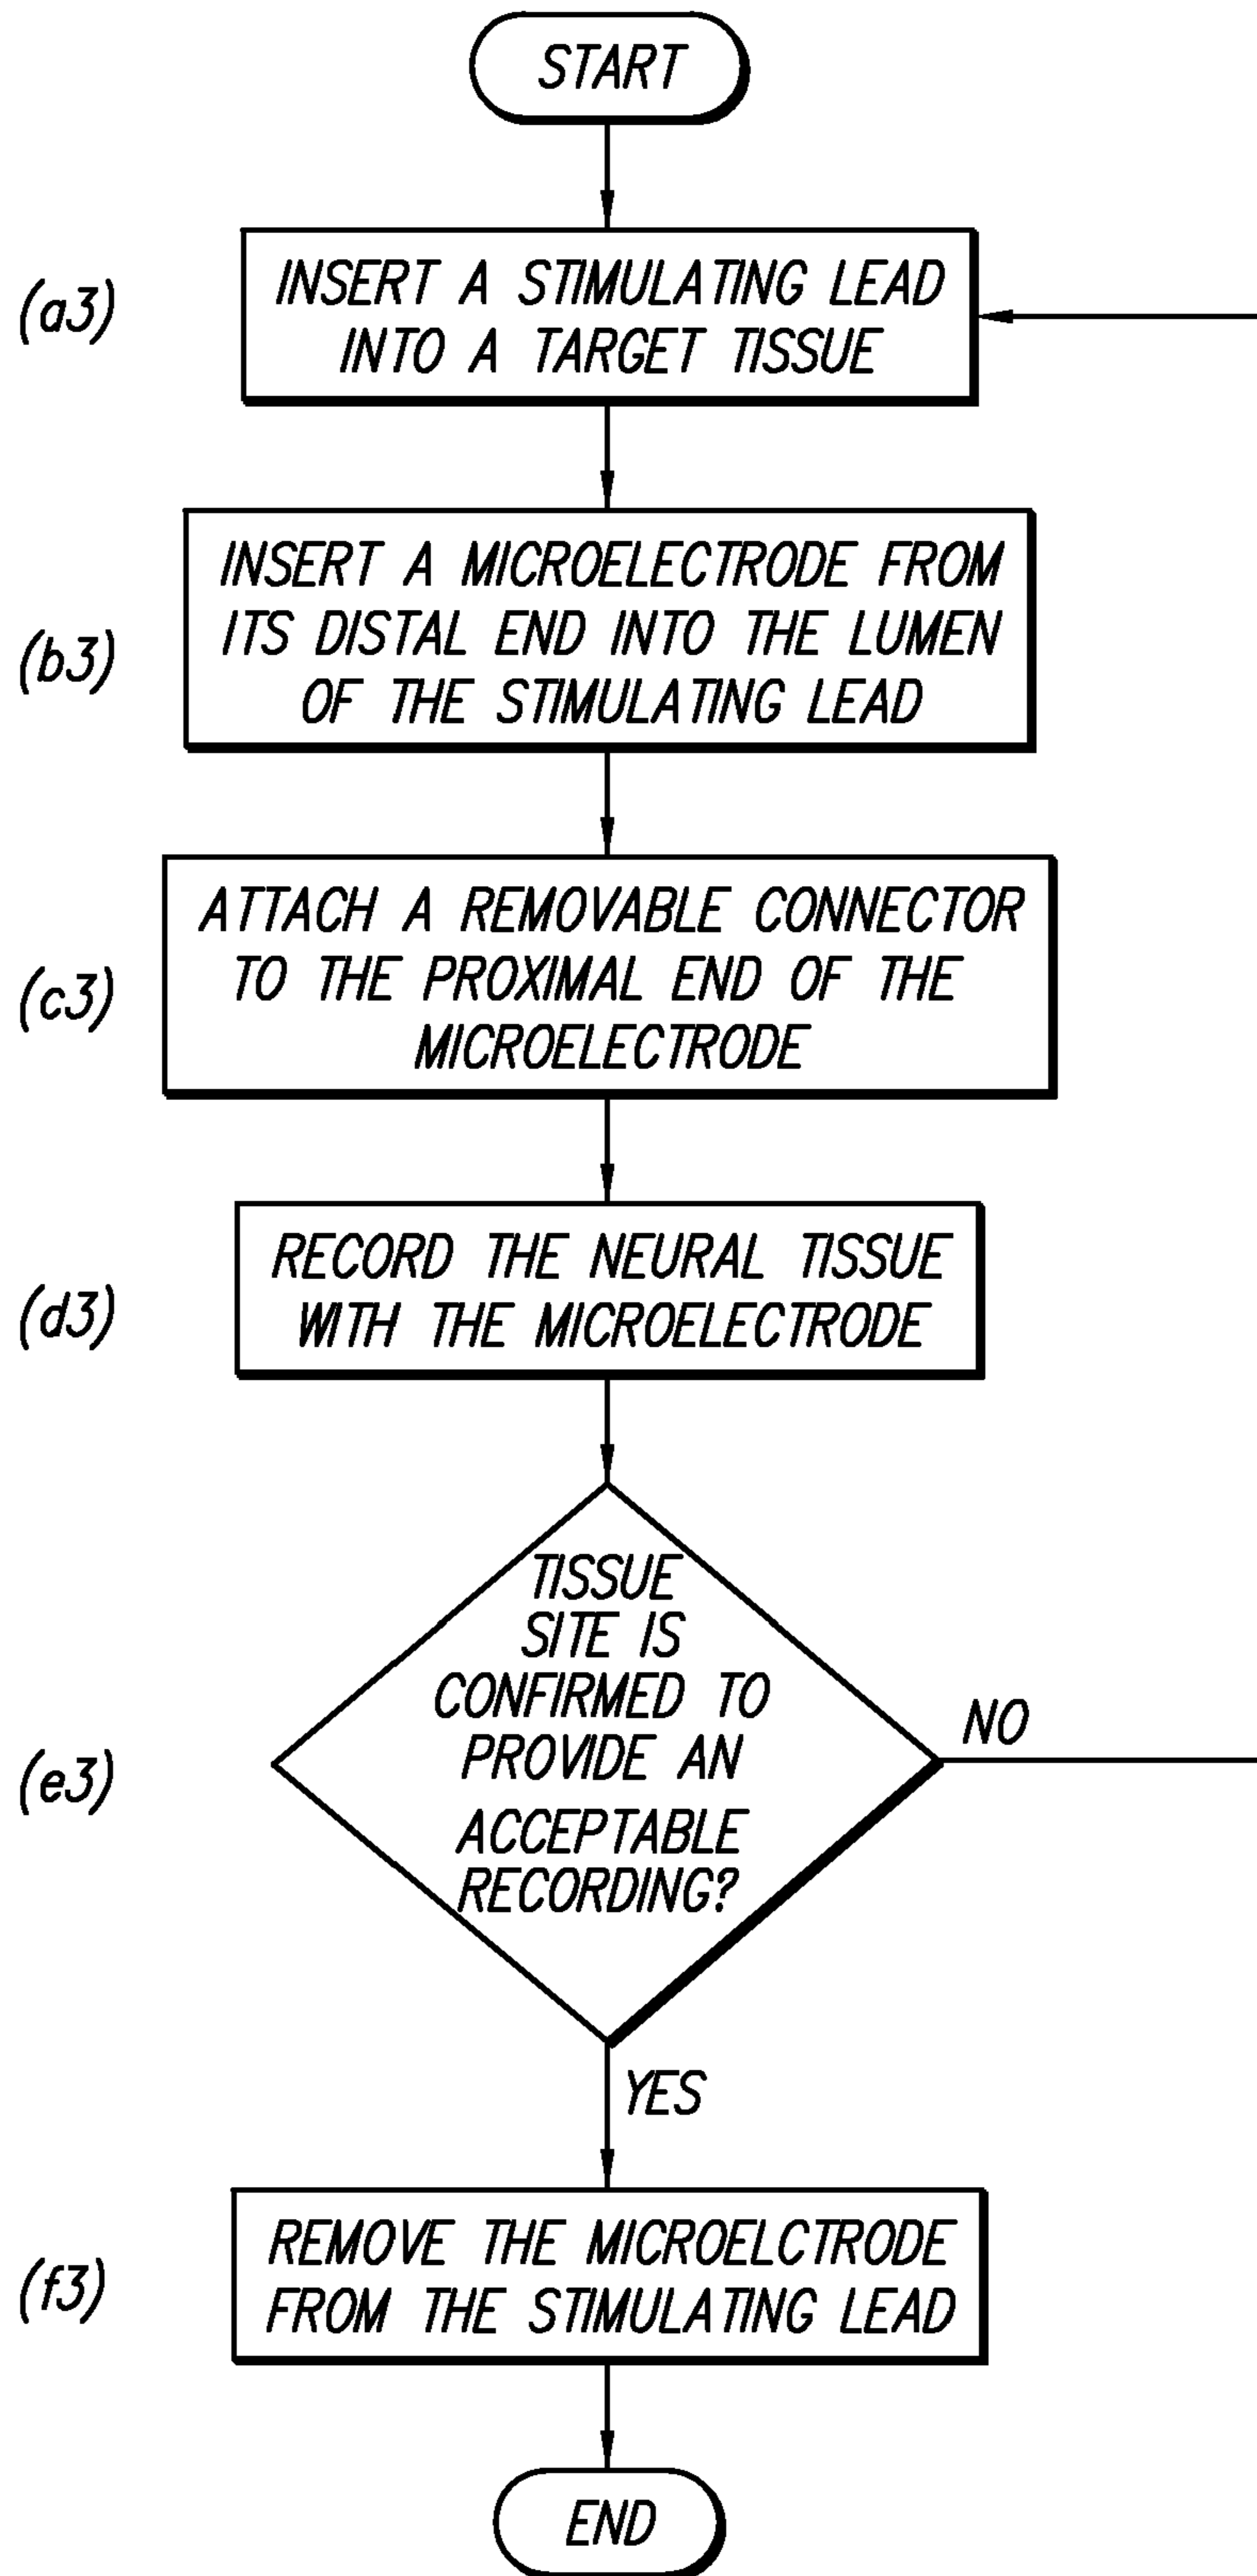 START
(a3)
INSERT A STIMULATING LEAD
INTO A TARGET TISSUE
(b3)
INSERT A MICROELECTRODE FROM
ITS DISTAL END INTO THE LUMEN
OF THE STIMULATING LEAD
(c3)
ATTACH A REMOVABLE CONNECTOR
TO THE PROXIMAL END OF THE
MICROELECTRODE
(d3)
RECORD THE NEURAL TISSUE
WITH THE MICROELECTRODE
(e3)
TISSUE
SITE IS
CONFIRMED TO
PROVIDE AN
ACCEPTABLE
RECORDING?
NO
YES
(f3)
REMOVE THE MICROELCTRODE
FROM THE STIMULATING LEAD
END